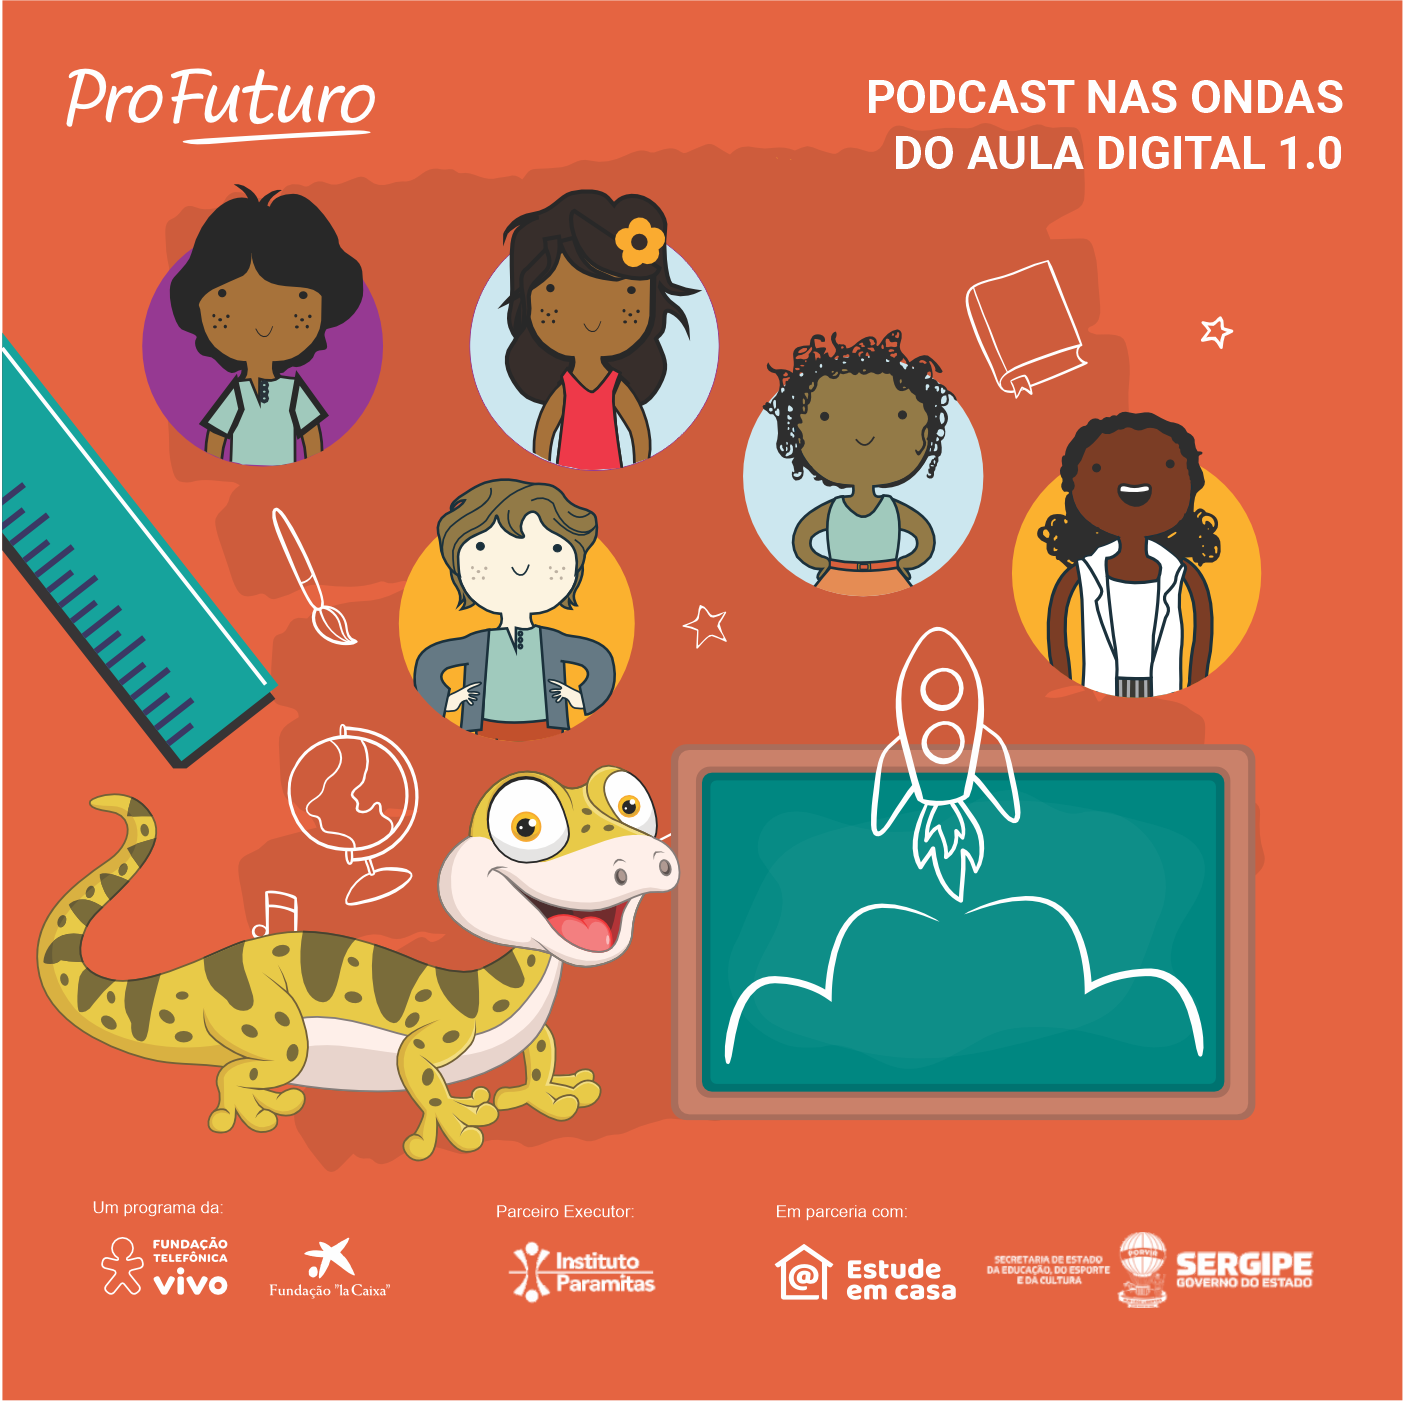 ProFuturo
PODCAST NAS ONDAS
DO AULA DIGITAL 1.0
Um programa da:
FUNDAÇÃO
TELEFÔNICA
vivo
Fundação "la Caixa"
Parceiro Executor:
Instituto
Paramitas
Em parceria com:
@
Estude
em casa
SECRETARIA DE ESTADO
DA EDUCAÇÃO, DO ESPORTE
E DA CULTURA
PORVIR
SERGIPE
GOVERNO DO ESTADO